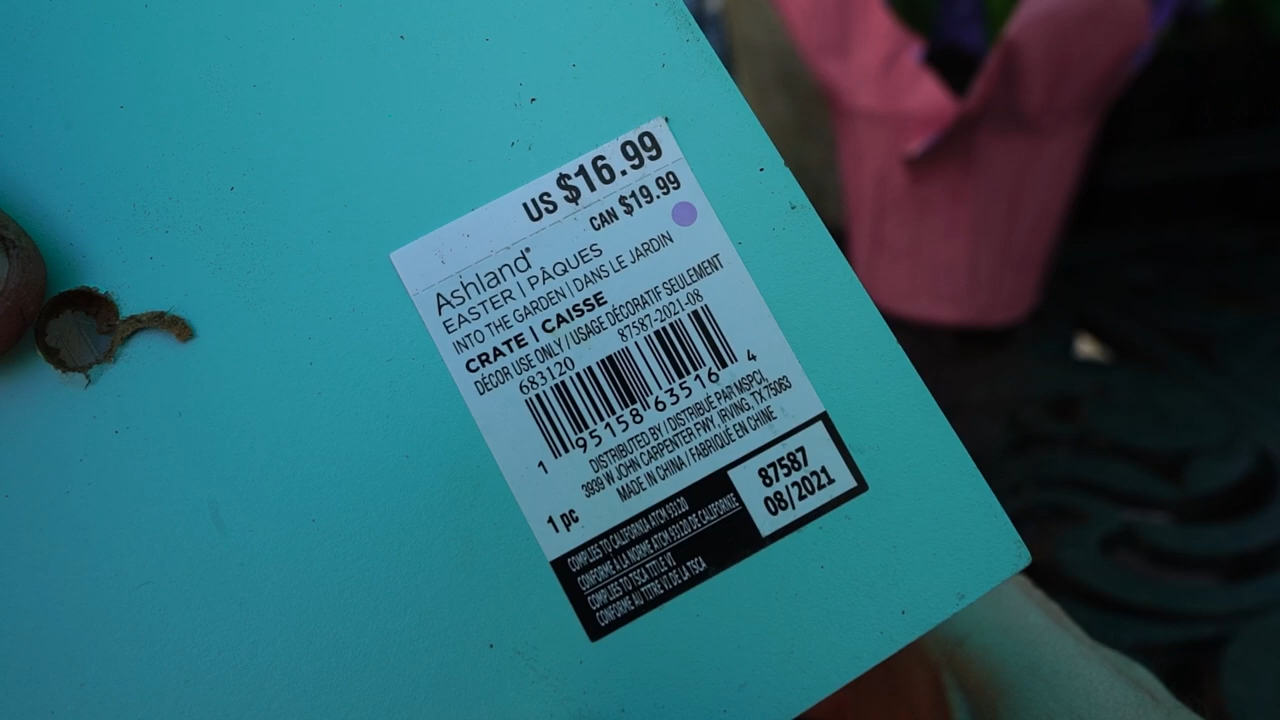 US $16.99
CAN $19.99
Ashland®
EASTER | PÂQUES
INTO THE GARDEN | DANS LE JARDIN
CRATE | CAISSE
DÉCOR USE ONLY / USAGE DÉCORATIF SEULEMENT
683120 87587-2021-08
1 95158 63516 4
DISTRIBUTED BY / DISTRIBUÉ PAR MSPCI,
3939 W JOHN CARPENTER FWY, IRVING, TX 75063
MADE IN CHINA / FABRIQUÉ EN CHINE
1 pc
87587
08/2021
COMPLIES TO CALIFORNIA ATCM 93120
CONFORME À LA NORME ATCM 93120 DE CALIFORNIE
COMPLIES TO TSCA TITLE VI
CONFORME AU TITRE VI DE LA TSCA